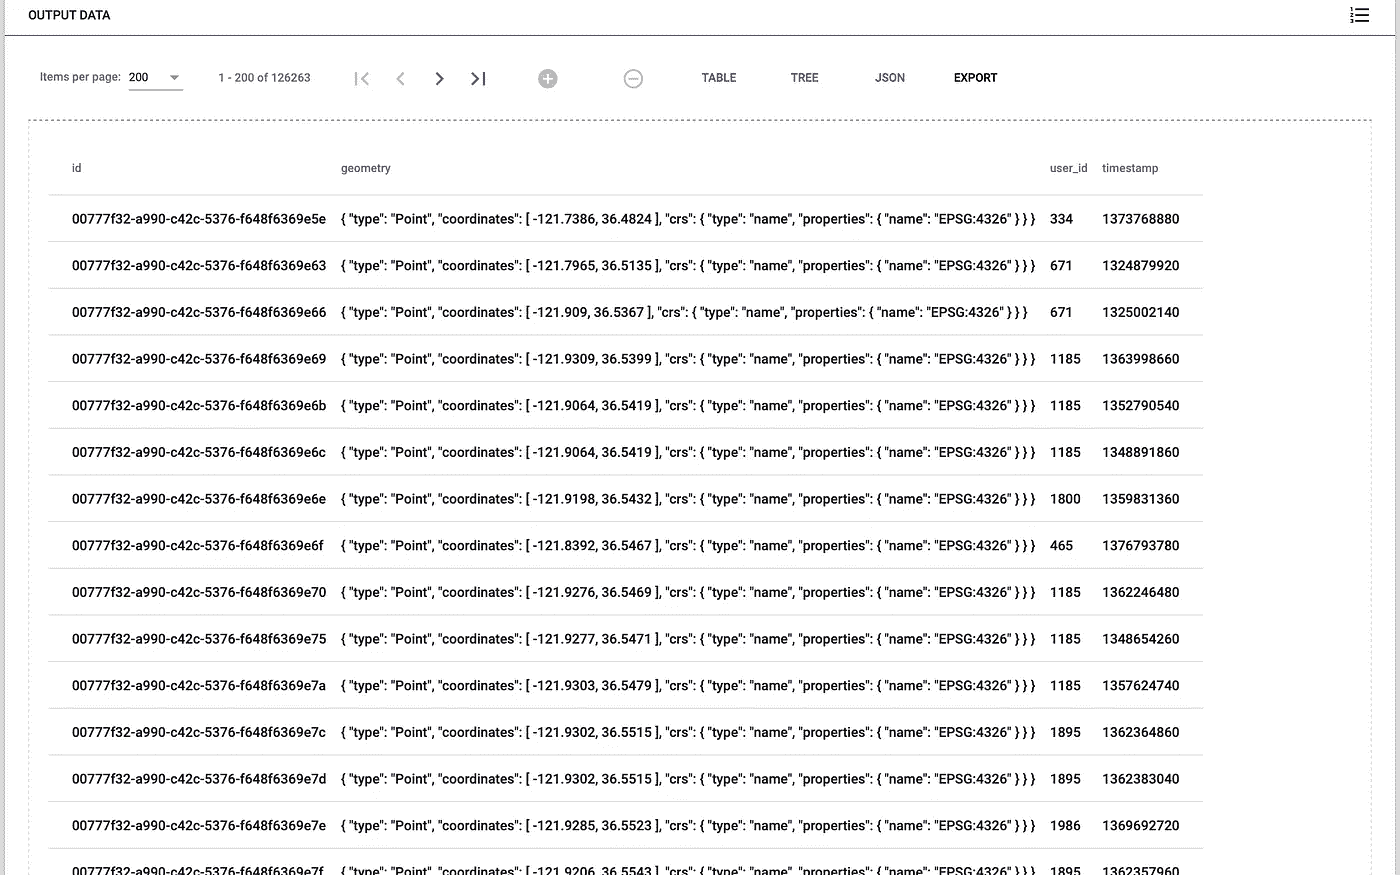 OUTPUT DATA
Items per page: 200 1 - 200 of 126263 TABLE TREE JSON EXPORT
id geometry user_id timestamp
00777f32-a990-c42c-5376-f648f6369e5e { "type": "Point", "coordinates": [ -121.7386, 36.4824 ], "crs": { "type": "name", "properties": { "name": "EPSG:4326" } } } 334 1373768880
00777f32-a990-c42c-5376-f648f6369e63 { "type": "Point", "coordinates": [ -121.7965, 36.5135 ], "crs": { "type": "name", "properties": { "name": "EPSG:4326" } } } 671 1324879920
00777f32-a990-c42c-5376-f648f6369e66 { "type": "Point", "coordinates": [ -121.909, 36.5367 ], "crs": { "type": "name", "properties": { "name": "EPSG:4326" } } } 671 1325002140
00777f32-a990-c42c-5376-f648f6369e69 { "type": "Point", "coordinates": [ -121.9309, 36.5399 ], "crs": { "type": "name", "properties": { "name": "EPSG:4326" } } } 1185 1363998660
00777f32-a990-c42c-5376-f648f6369e6b { "type": "Point", "coordinates": [ -121.9064, 36.5419 ], "crs": { "type": "name", "properties": { "name": "EPSG:4326" } } } 1185 1352790540
00777f32-a990-c42c-5376-f648f6369e6c { "type": "Point", "coordinates": [ -121.9064, 36.5419 ], "crs": { "type": "name", "properties": { "name": "EPSG:4326" } } } 1185 1348891860
00777f32-a990-c42c-5376-f648f6369e6e { "type": "Point", "coordinates": [ -121.9198, 36.5432 ], "crs": { "type": "name", "properties": { "name": "EPSG:4326" } } } 1800 1359831360
00777f32-a990-c42c-5376-f648f6369e6f { "type": "Point", "coordinates": [ -121.8392, 36.5467 ], "crs": { "type": "name", "properties": { "name": "EPSG:4326" } } } 465 1376793780
00777f32-a990-c42c-5376-f648f6369e70 { "type": "Point", "coordinates": [ -121.9276, 36.5469 ], "crs": { "type": "name", "properties": { "name": "EPSG:4326" } } } 1185 1362246480
00777f32-a990-c42c-5376-f648f6369e75 { "type": "Point", "coordinates": [ -121.9277, 36.5471 ], "crs": { "type": "name", "properties": { "name": "EPSG:4326" } } } 1185 1348654260
00777f32-a990-c42c-5376-f648f6369e7a { "type": "Point", "coordinates": [ -121.9303, 36.5479 ], "crs": { "type": "name", "properties": { "name": "EPSG:4326" } } } 1185 1357624740
00777f32-a990-c42c-5376-f648f6369e7c { "type": "Point", "coordinates": [ -121.9302, 36.5515 ], "crs": { "type": "name", "properties": { "name": "EPSG:4326" } } } 1895 1362364860
00777f32-a990-c42c-5376-f648f6369e7d { "type": "Point", "coordinates": [ -121.9302, 36.5515 ], "crs": { "type": "name", "properties": { "name": "EPSG:4326" } } } 1895 1362383040
00777f32-a990-c42c-5376-f648f6369e7e { "type": "Point", "coordinates": [ -121.9285, 36.5523 ], "crs": { "type": "name", "properties": { "name": "EPSG:4326" } } } 1986 1369692720
00777f32-a990-c42c-5376-f648f6369e7f { "type": "Point", "coordinates": [ -121.9206, 36.5543 ], "crs": { "type": "name", "properties": { "name": "EPSG:4326" } } } 1895 1362357960